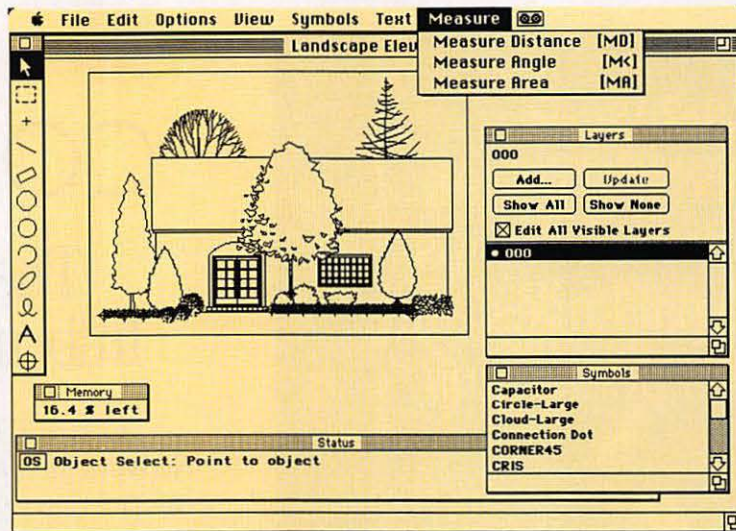 File Edit Options View Symbols Text Measure
Landscape Elev
Measure Distance [MD]
Measure Angle [M<]
Measure Area [MA]
Layers
000
Add... Update
Show All Show None
Edit All Visible Layers
000
Memory
16.4 % left
Symbols
Capacitor
Circle-Large
Cloud-Large
Connection Dot
CORNER45
CRIS
Status
OS Object Select: Point to object
A